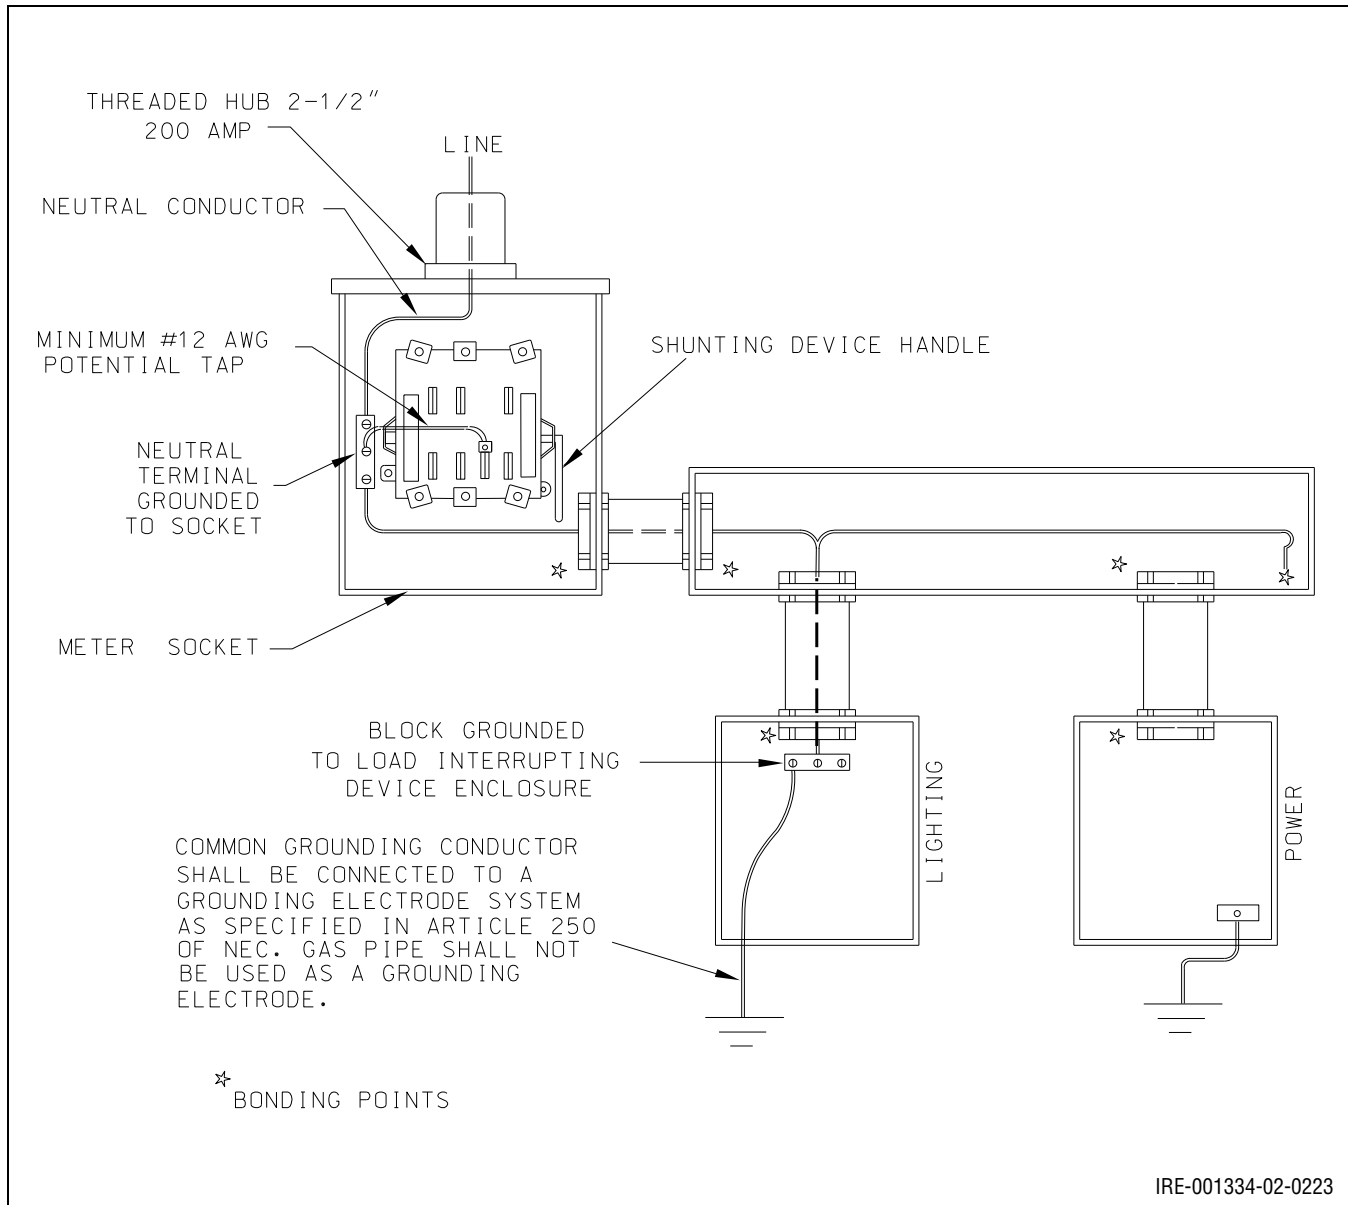 THREADED HUB 2-1/2"
200 AMP
LINE
NEUTRAL CONDUCTOR
MINIMUM #12 AWG
POTENTIAL TAP
SHUNTING DEVICE HANDLE
NEUTRAL
TERMINAL
GROUNDED
TO SOCKET
METER SOCKET
BLOCK GROUNDED
TO LOAD INTERRUPTING
DEVICE ENCLOSURE
LIGHTING
POWER
COMMON GROUNDING CONDUCTOR
SHALL BE CONNECTED TO A
GROUNDING ELECTRODE SYSTEM
AS SPECIFIED IN ARTICLE 250
OF NEC. GAS PIPE SHALL NOT
BE USED AS A GROUNDING
ELECTRODE.
BONDING POINTS
IRE-001334-02-0223